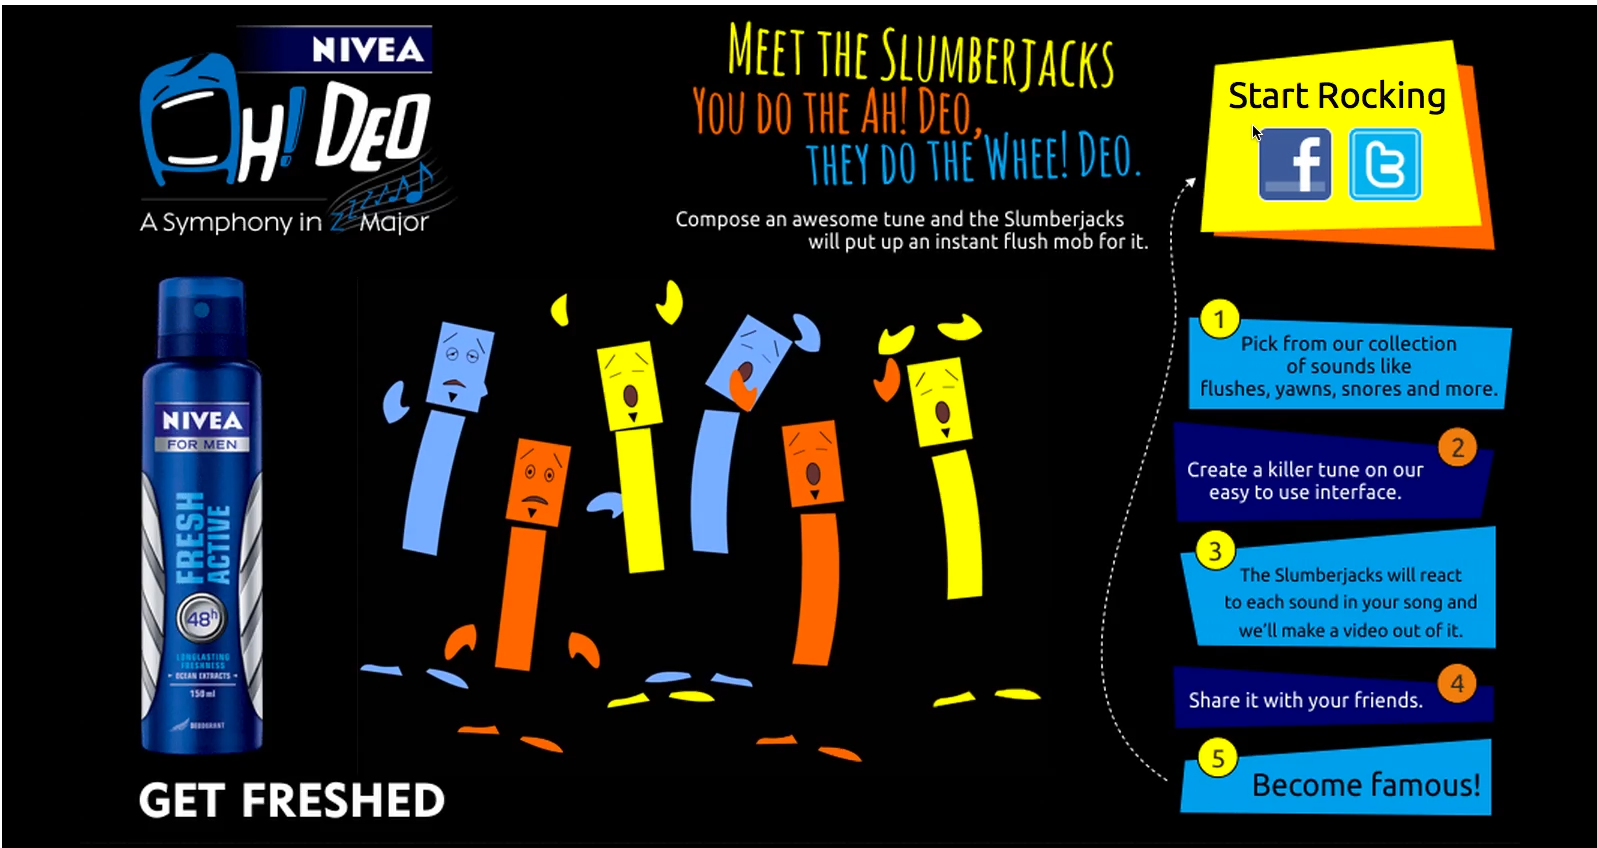 NIVEA
AH! DEO
A Symphony in ZZZZ Major
NIVEA
FOR MEN
FRESH
ACTIVE
48h
LONGLASTING
FRESHNESS
OCEAN EXTRACTS
150ml
DEODORANT
GET FRESHED
MEET THE SLUMBERJACKS
YOU DO THE AH! DEO,
THEY DO THE WHEE! DEO.
Compose an awesome tune and the Slumberjacks
will put up an instant flush mob for it.
Start Rocking
f
t
1
Pick from our collection
of sounds like
flushes, yawns, snores and more.
2
Create a killer tune on our
easy to use interface.
3
The Slumberjacks will react
to each sound in your song and
we'll make a video out of it.
4
Share it with your friends.
5
Become famous!